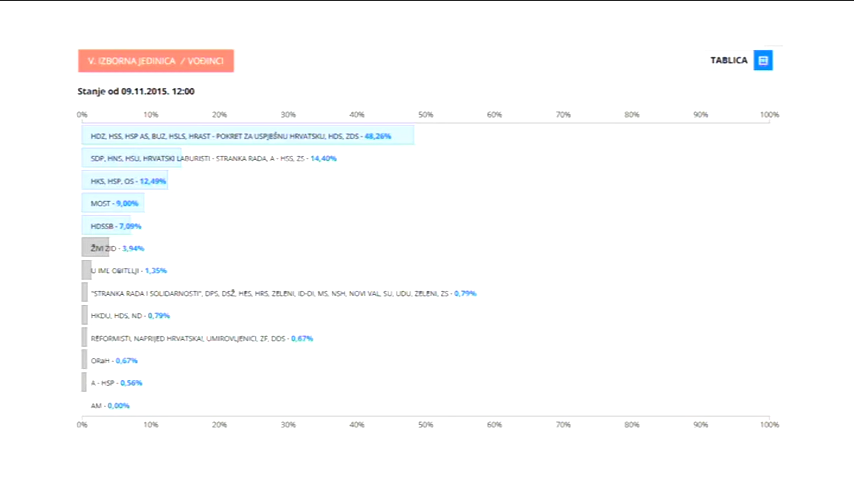 V. IZBORNA JEDINICA / VOĐINCI
TABLICA
Stanje od 09.11.2015. 12:00
0% 10% 20% 30% 40% 50% 60% 70% 80% 90% 100%
HDZ, HSS, HSP AS, BUZ, HSLS, HRAST - POKRET ZA USPJEŠNU HRVATSKU, HDS, ZDS - 48,26%
SDP, HNS, HSU, HRVATSKI LABURISTI - STRANKA RADA, A - HSS, ZS - 14,40%
HKS, HSP, OS - 12,49%
MOST - 9,00%
HDSSB - 7,09%
ŽIVI ZID - 3,94%
U IME OBITELJI - 1,35%
"STRANKA RADA I SOLIDARNOSTI", DPS, DSŽ, HES, HRS, ZELENI, ID-DI, MS, NSH, NOVI VAL, SU, UDU, ZELENI, ZS - 0,79%
HKDU, HDS, ND - 0,79%
REFORMISTI, NAPRIJED HRVATSKA!, UMIROVLJENICI, ZF, DDS - 0,67%
ORaH - 0,67%
A - HSP - 0,56%
AM - 0,00%
0% 10% 20% 30% 40% 50% 60% 70% 80% 90% 100%